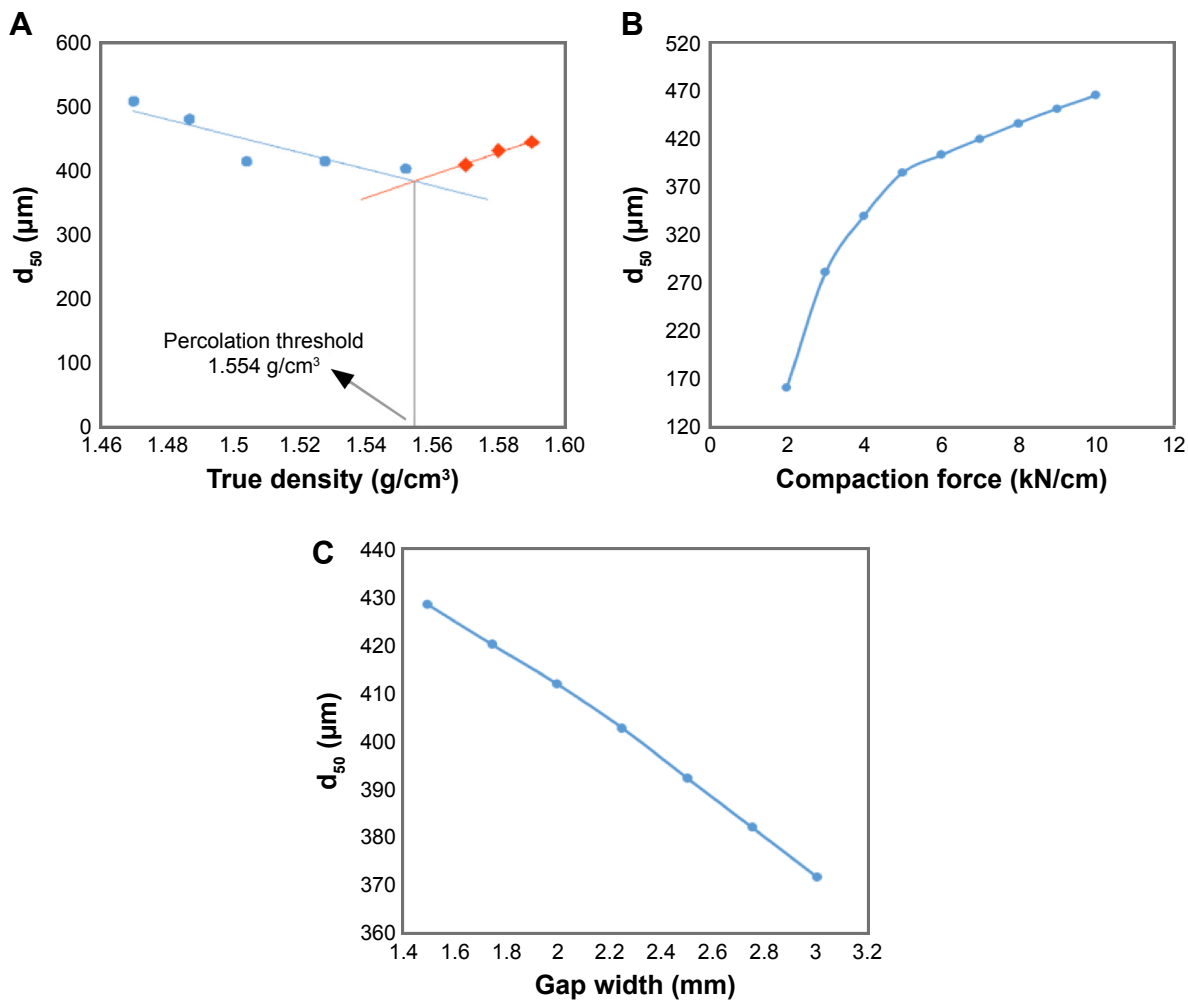 A
600
500
400
300
200
100
0
d50 (µm)
Percolation threshold
1.554 g/cm³
1.46 1.48 1.5 1.52 1.54 1.56 1.58 1.60
True density (g/cm³)
B
520
470
420
370
320
270
220
170
120
d50 (µm)
0 2 4 6 8 10 12
Compaction force (kN/cm)
C
440
430
420
410
400
390
380
370
360
d50 (µm)
1.4 1.6 1.8 2 2.2 2.4 2.6 2.8 3 3.2
Gap width (mm)